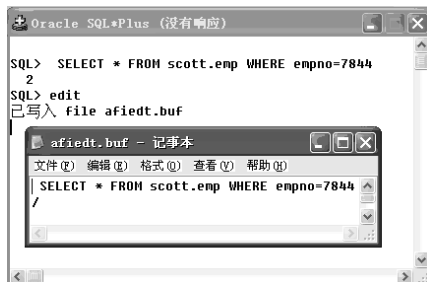 Oracle SQL*Plus (没有响应)
SQL> SELECT * FROM scott.emp WHERE empno=7844
2
SQL> edit
已写入 file afiedt.buf
afiedt.buf - 记事本
文件(F) 编辑(E) 格式(O) 查看(V) 帮助(H)
SELECT * FROM scott.emp WHERE empno=7844
/